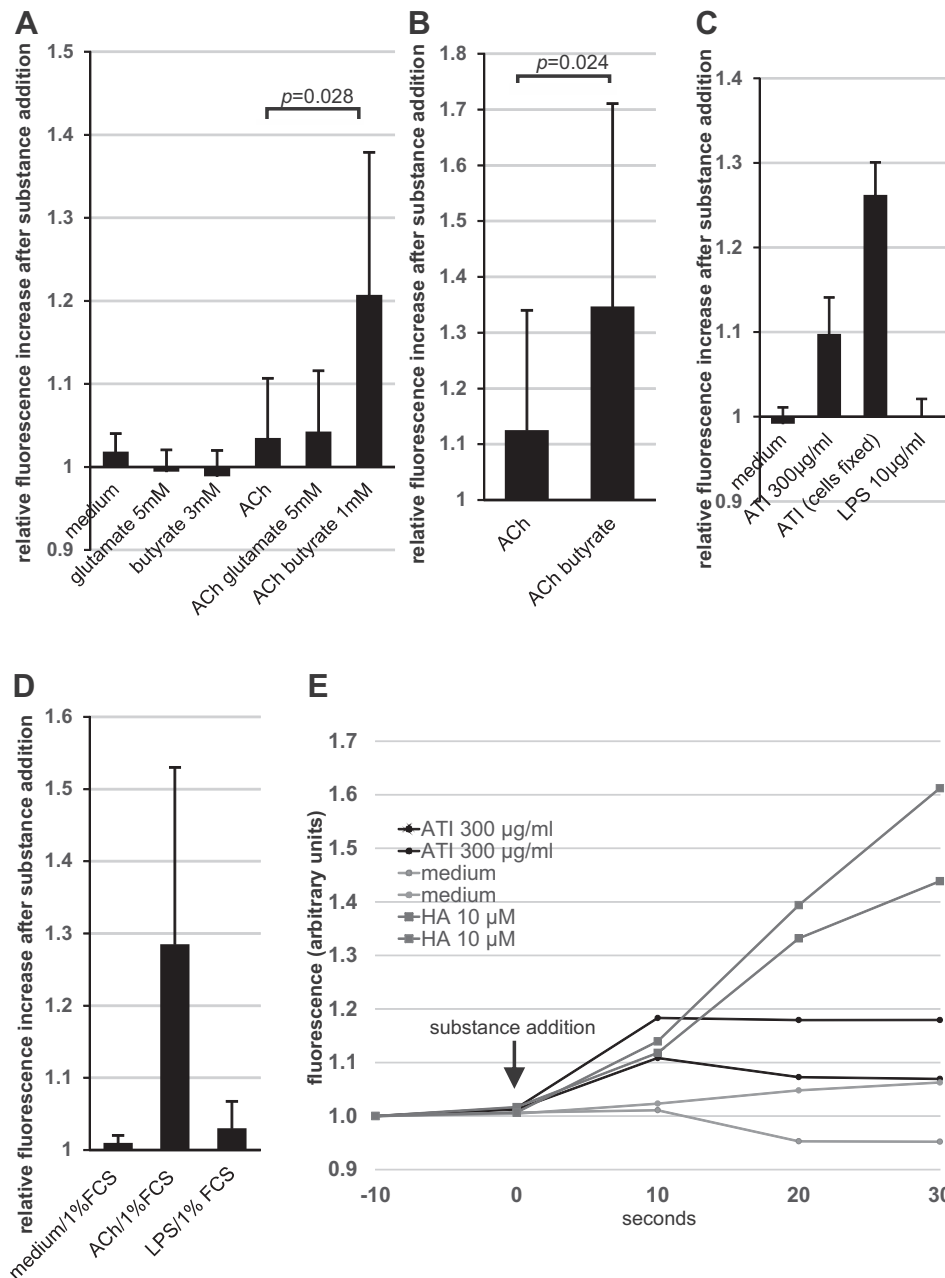 A
relative fluorescence increase after substance addition
1.5
1.4
1.3
1.2
1.1
1
0.9
p=0.028
medium
glutamate 5mM
butyrate 3mM
ACh
ACh glutamate 5mM
ACh butyrate 1mM
B
relative fluorescence increase after substance addition
1.8
1.7
1.6
1.5
1.4
1.3
1.2
1.1
1
p=0.024
ACh
ACh butyrate
C
relative fluorescence increase after substance addition
1.4
1.3
1.2
1.1
1
0.9
medium
ATI 300µg/ml
ATI (cells fixed)
LPS 10µg/ml
D
relative fluorescence increase after substance addition
1.6
1.5
1.4
1.3
1.2
1.1
1
medium/1%FCS
ACh/1%FCS
LPS/1% FCS
E
fluorescence (arbitrary units)
1.7
1.6
1.5
1.4
1.3
1.2
1.1
1.0
0.9
ATI 300 µg/ml
ATI 300 µg/ml
medium
medium
HA 10 µM
HA 10 µM
substance addition
-10
0
10
20
30
seconds